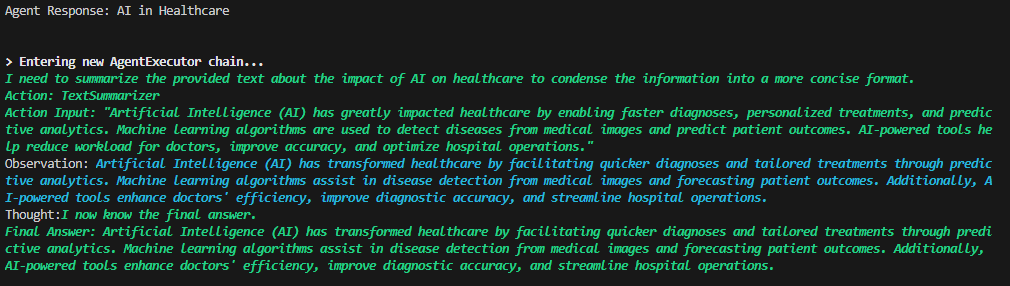 Agent Response: AI in Healthcare
> Entering new AgentExecutor chain...
I need to summarize the provided text about the impact of AI on healthcare to condense the information into a more concise format.
Action: TextSummarizer
Action Input: "Artificial Intelligence (AI) has greatly impacted healthcare by enabling faster diagnoses, personalized treatments, and predic
tive analytics. Machine learning algorithms are used to detect diseases from medical images and predict patient outcomes. AI-powered tools he
lp reduce workload for doctors, improve accuracy, and optimize hospital operations."
Observation: Artificial Intelligence (AI) has transformed healthcare by facilitating quicker diagnoses and tailored treatments through predic
tive analytics. Machine learning algorithms assist in disease detection from medical images and forecasting patient outcomes. Additionally, A
I-powered tools enhance doctors' efficiency, improve diagnostic accuracy, and streamline hospital operations.
Thought:I now know the final answer.
Final Answer: Artificial Intelligence (AI) has transformed healthcare by facilitating quicker diagnoses and tailored treatments through predi
ctive analytics. Machine learning algorithms assist in disease detection from medical images and forecasting patient outcomes. Additionally,
AI-powered tools enhance doctors' efficiency, improve diagnostic accuracy, and streamline hospital operations.